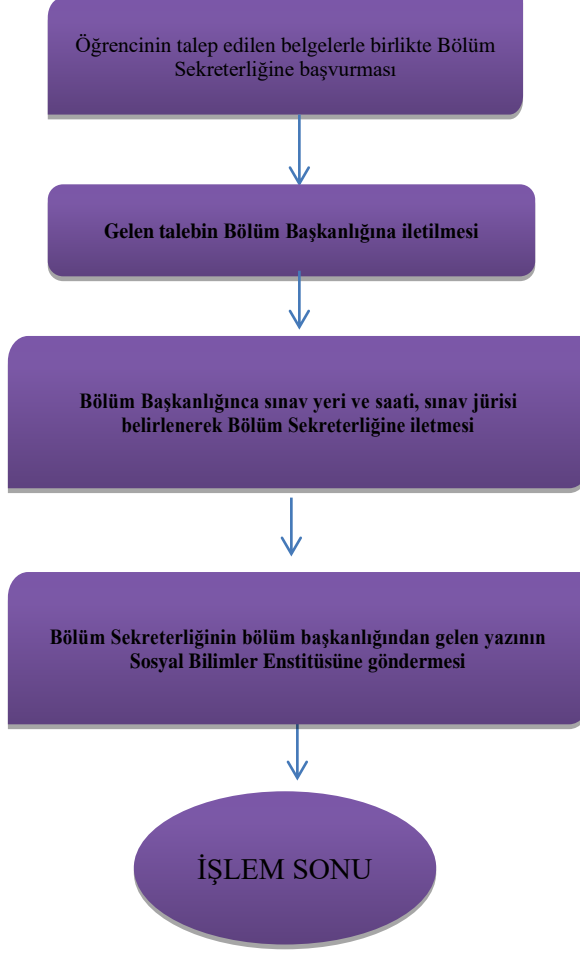 Öğrencinin talep edilen belgelerle birlikte Bölüm
Sekreterliğine başvurması
Gelen talebin Bölüm Başkanlığına iletilmesi
Bölüm Başkanlığınca sınav yeri ve saati, sınav jürisi
belirlenerek Bölüm Sekreterliğine iletmesi
Bölüm Sekreterliğinin bölüm başkanlığından gelen yazının
Sosyal Bilimler Enstitüsüne göndermesi
İŞLEM SONU